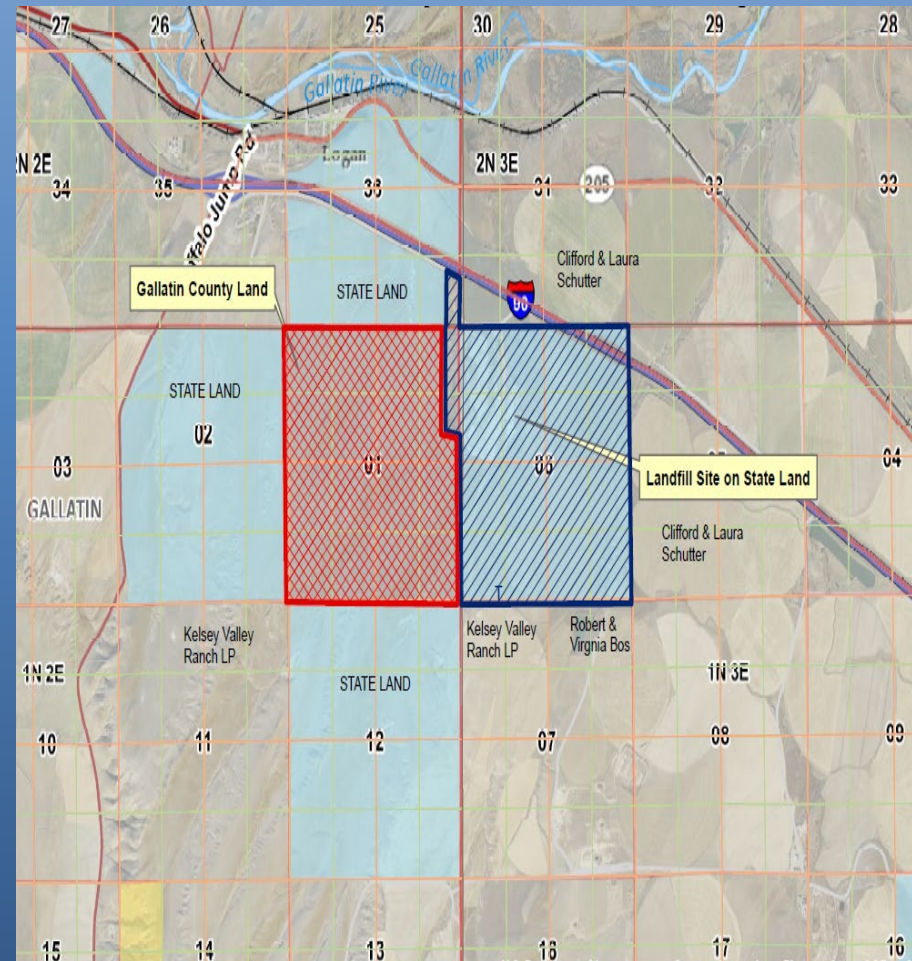 27
26
25
30
29
28
Gallatin River
Gallatin River
Logan
2N 2E
2N 3E
34
35
36
31
205
32
33
falo Jump Rd
Clifford & Laura
Schutter
Gallatin County Land
STATE LAND
90
STATE LAND
02
03
01
06
04
Landfill Site on State Land
GALLATIN
Clifford & Laura
Schutter
T
Kelsey Valley
Ranch LP
Kelsey Valley
Ranch LP
Robert &
Virgnia Bos
1N 2E
STATE LAND
1N 3E
10
11
12
07
08
09
15
14
13
18
17
16